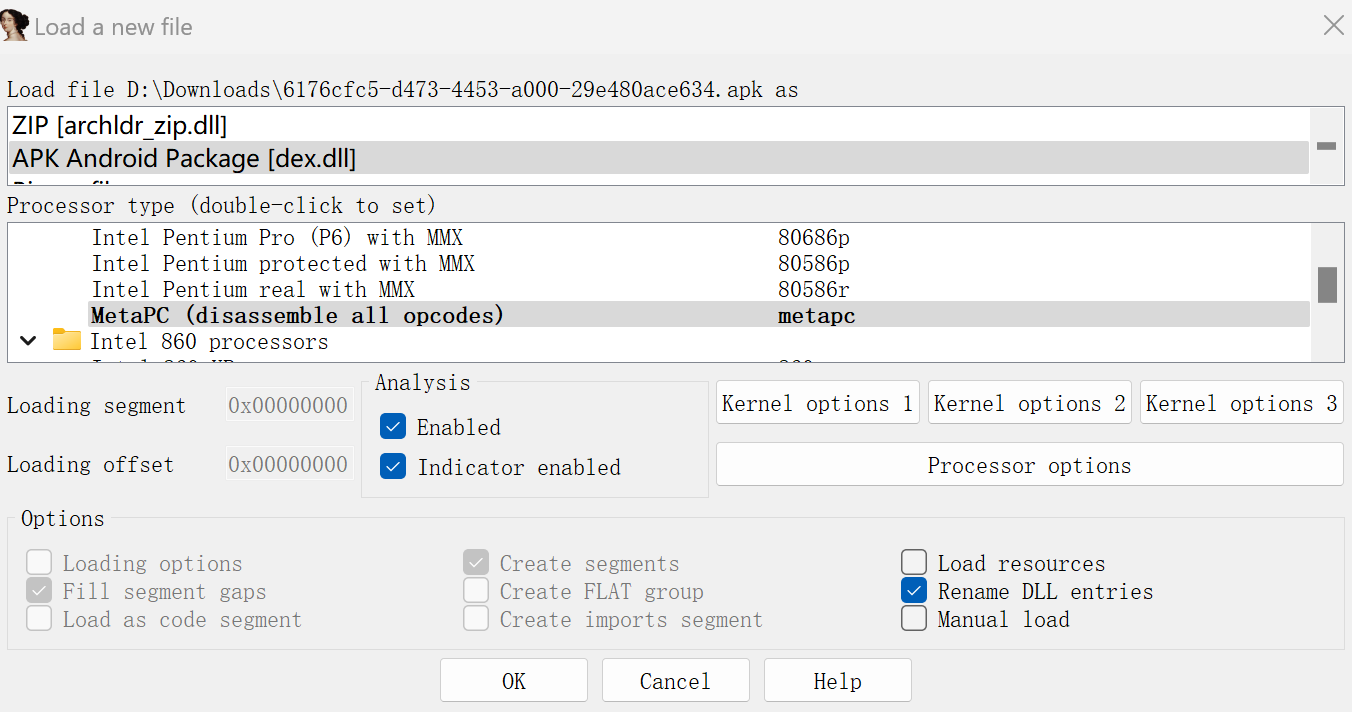 Load a new file
Load file D:\Downloads\6176cfc5-d473-4453-a000-29e480ace634.apk as
ZIP [archldr_zip.dll]
APK Android Package [dex.dll]
Processor type (double-click to set)
Intel Pentium Pro (P6) with MMX 80686p
Intel Pentium protected with MMX 80586p
Intel Pentium real with MMX 80586r
MetaPC (disassemble all opcodes) metapc
Intel 860 processors
Loading segment 0x00000000
Loading offset 0x00000000
Analysis
Enabled
Indicator enabled
Kernel options 1 Kernel options 2 Kernel options 3
Processor options
Options
Loading options Create segments Load resources
Fill segment gaps Create FLAT group Rename DLL entries
Load as code segment Create imports segment Manual load
OK Cancel Help